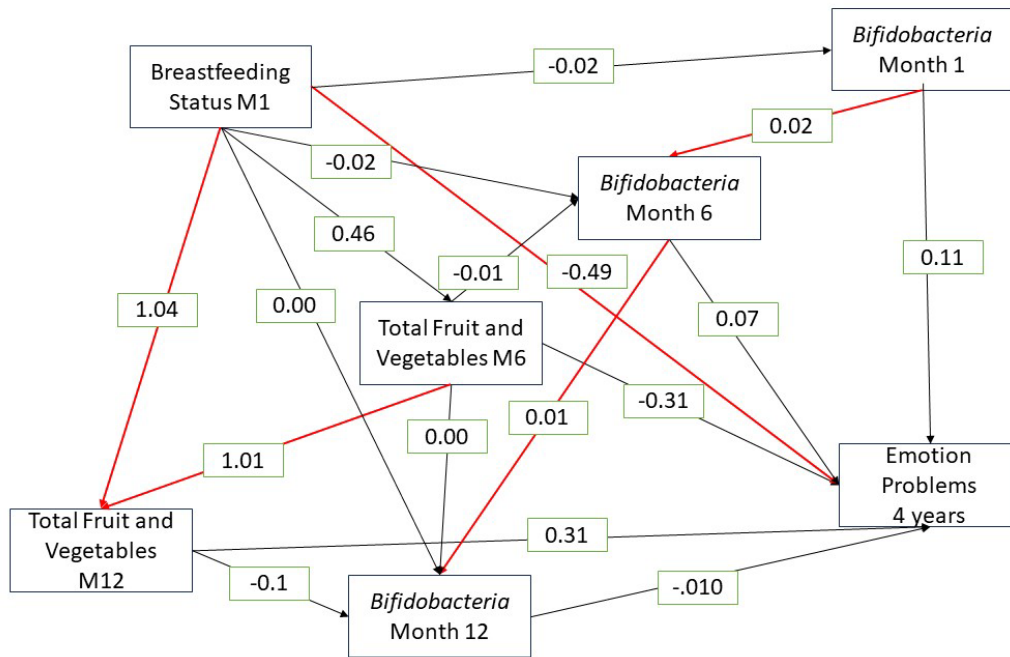 Bifidobacteria
Month 1
Breastfeeding
Status M1
-0.02
0.02
-0.02
Bifidobacteria
Month 6
0.46
-0.01
-0.49
0.11
1.04
0.00
0.07
Total Fruit and
Vegetables M6
-0.31
0.01
0.00
1.01
Emotion
Problems
4 years
Total Fruit and
Vegetables
M12
0.31
-0.1
-.010
Bifidobacteria
Month 12